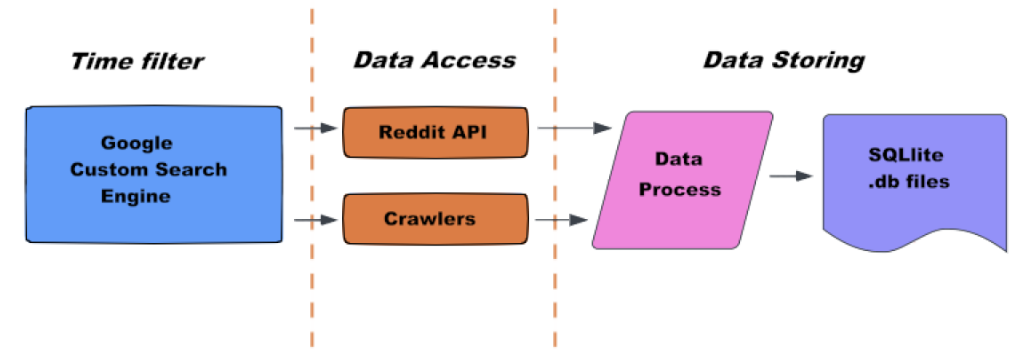 Time filter
Data Access
Data Storing
Google
Custom Search
Engine
Reddit API
Crawlers
Data
Process
SQLlite
.db files